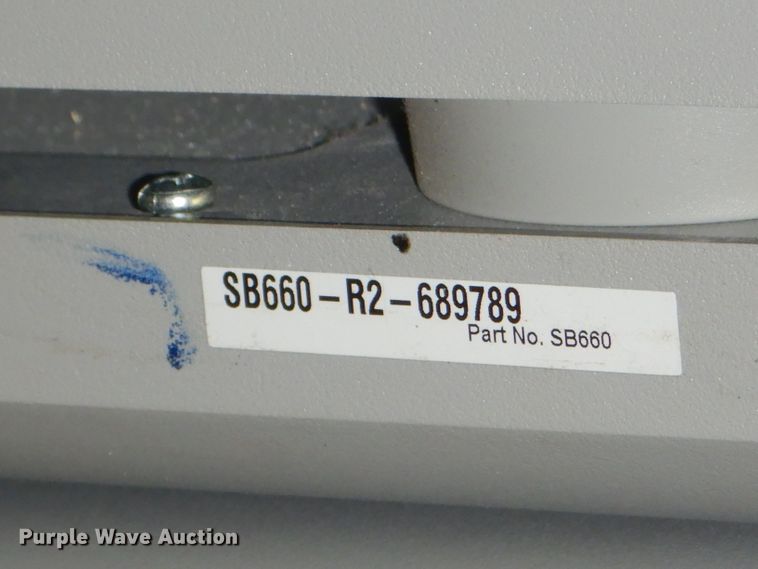 SB660-R2-689789
Part No. SB660
Purple Wave Auction